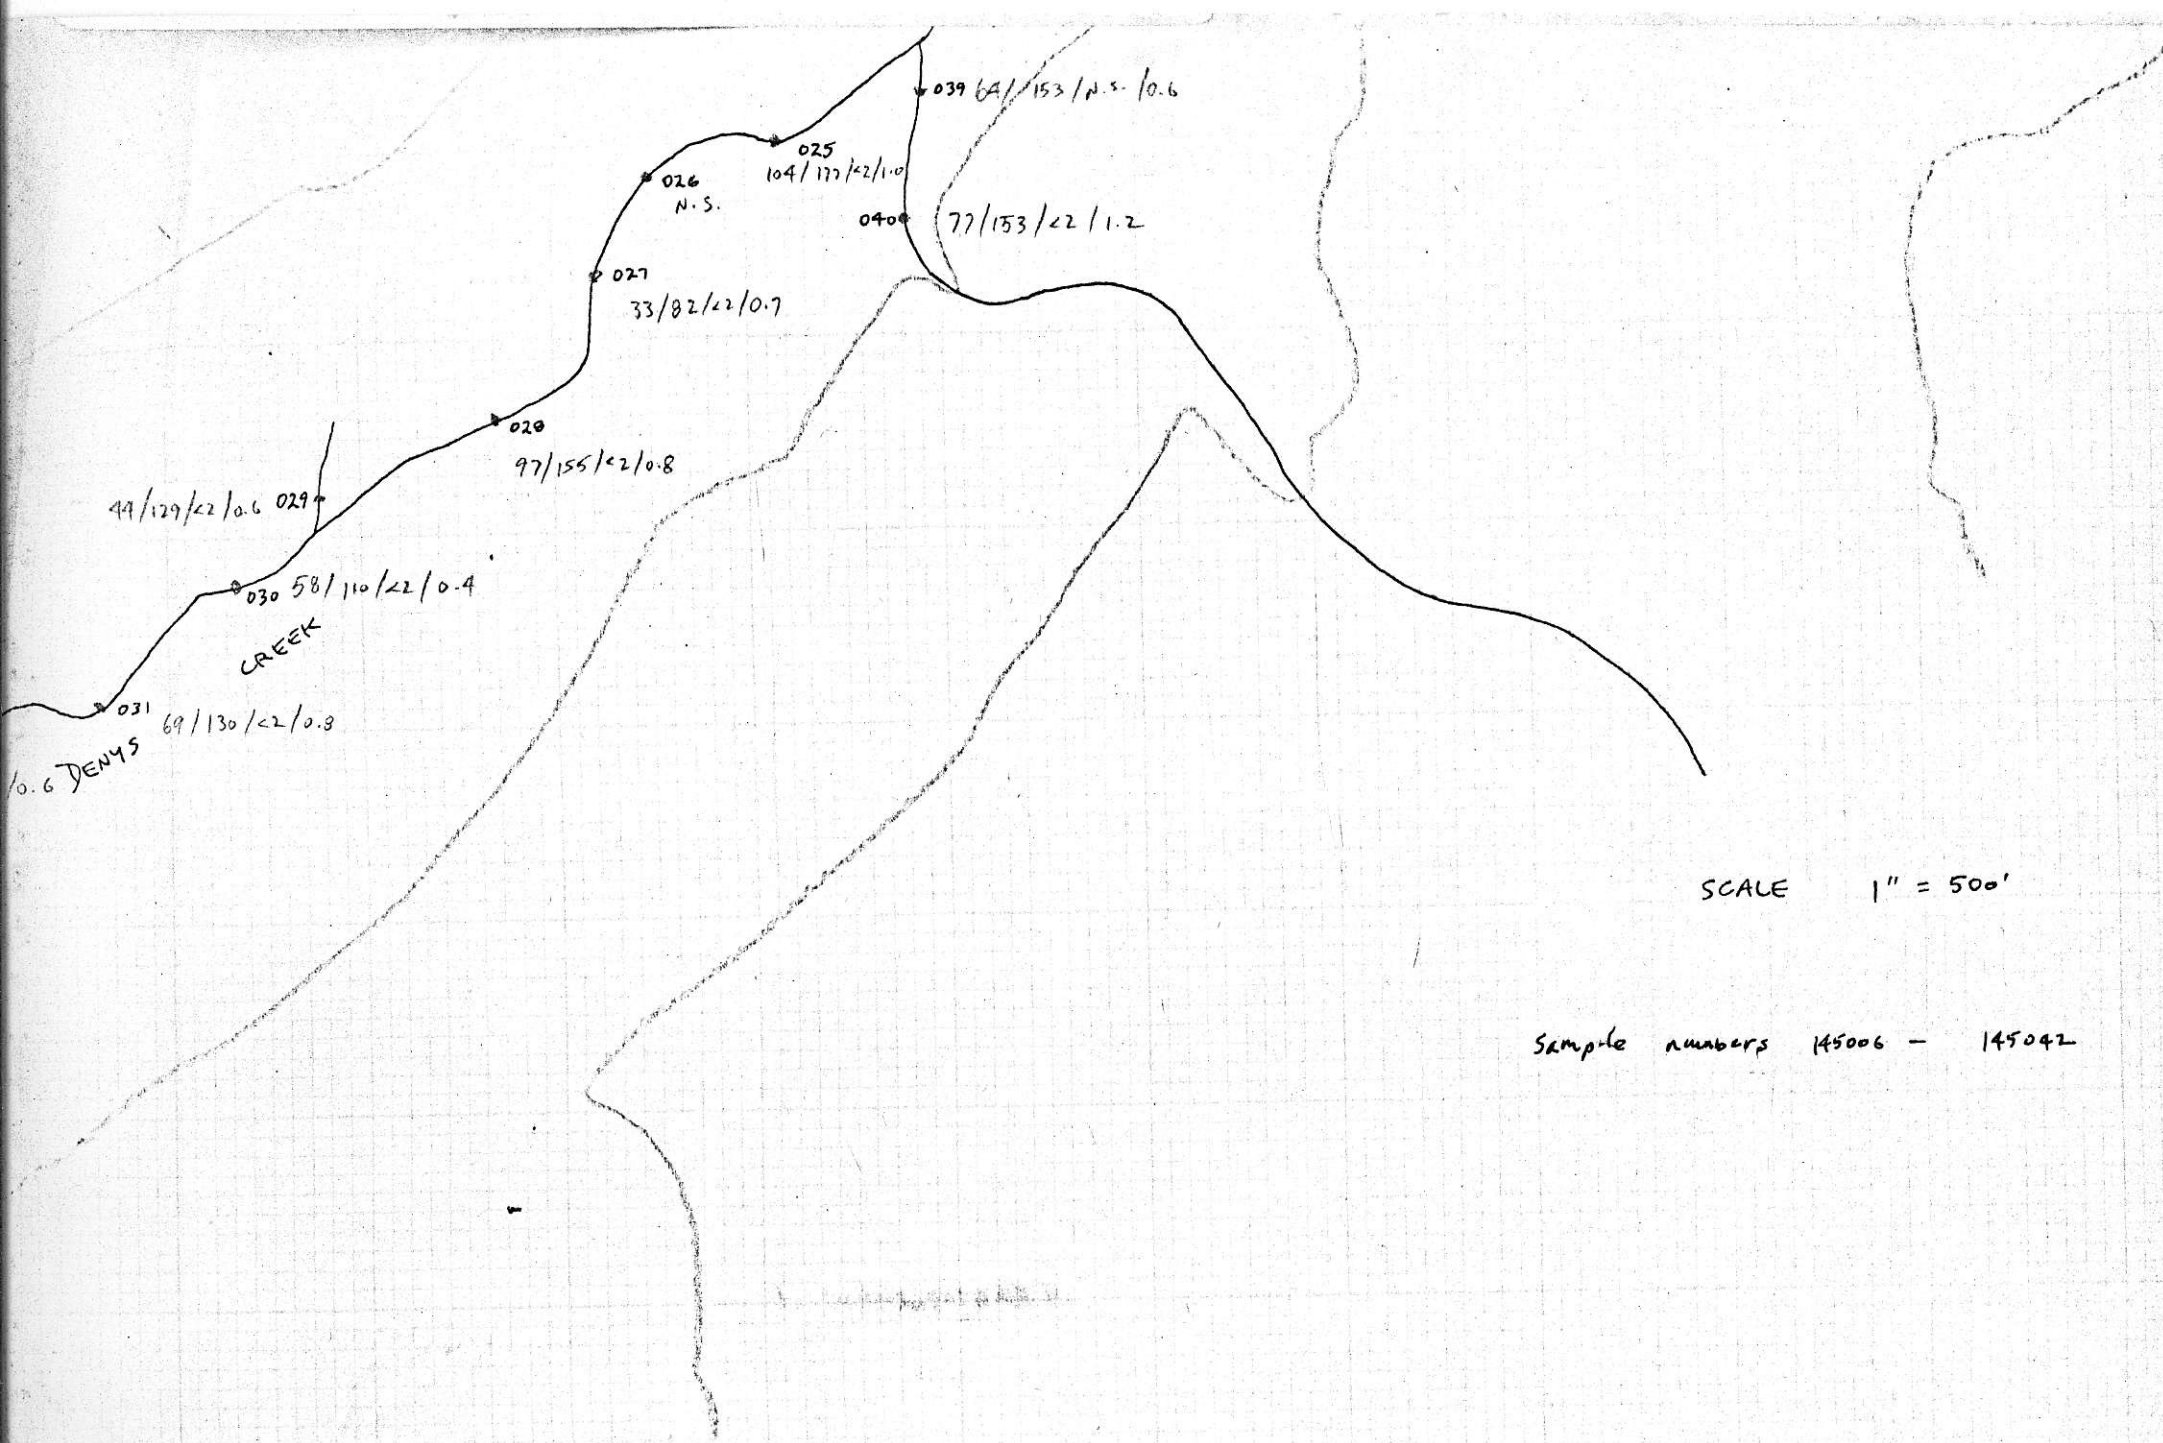 039 64/153/N.S./0.6
025
104/177/<2/1.0
026
N.S.
040 77/153/<2/1.2
027
33/82/<2/0.7
028
97/155/<2/0.8
44/129/<2/0.6 029
030 58/110/<2/0.4
CREEK
031 69/130/<2/0.8
/0.6 DENYS
SCALE 1" = 500'
Sample numbers 145006 - 145042